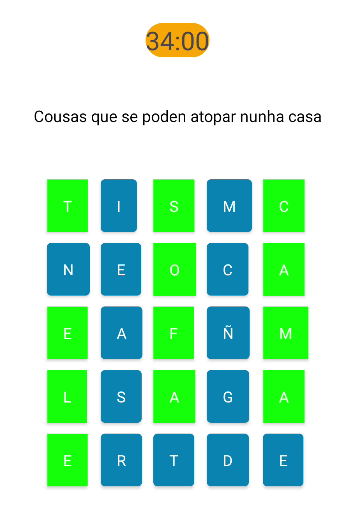 34:00
Cousas que se poden atopar nunha casa
T I S M C
N E O C A
E A F Ñ M
L S A G A
E R T D E